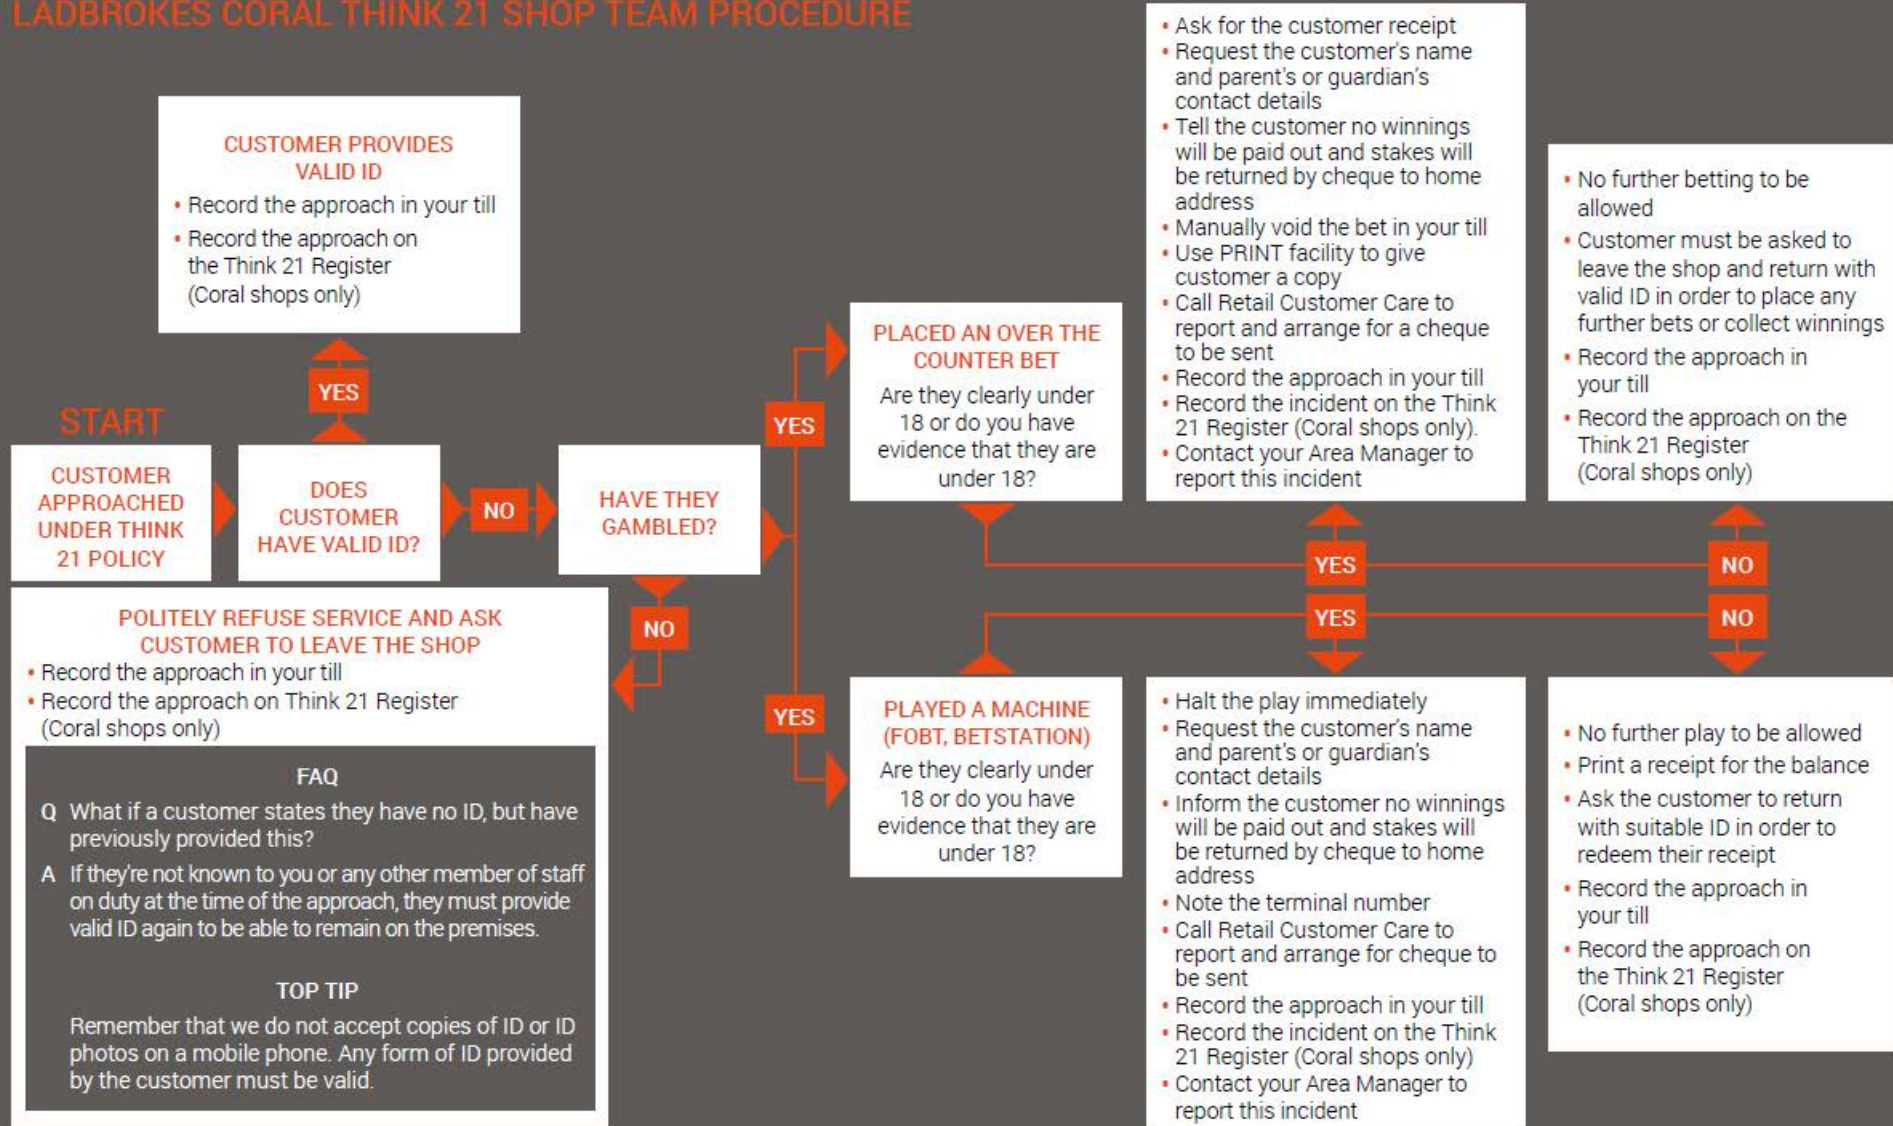 LADBROKES CORAL THINK 21 SHOP TEAM PROCEDURE
START
CUSTOMER
APPROACHED
UNDER THINK
21 POLICY
DOES
CUSTOMER
HAVE VALID ID?
YES
CUSTOMER PROVIDES
VALID ID
• Record the approach in your till
• Record the approach on
the Think 21 Register
(Coral shops only)
NO
HAVE THEY
GAMBLED?
NO
POLITELY REFUSE SERVICE AND ASK
CUSTOMER TO LEAVE THE SHOP
• Record the approach in your till
• Record the approach on Think 21 Register
(Coral shops only)
FAQ
Q What if a customer states they have no ID, but have
previously provided this?
A If they're not known to you or any other member of staff
on duty at the time of the approach, they must provide
valid ID again to be able to remain on the premises.
TOP TIP
Remember that we do not accept copies of ID or ID
photos on a mobile phone. Any form of ID provided
by the customer must be valid.
YES
PLACED AN OVER THE
COUNTER BET
Are they clearly under
18 or do you have
evidence that they are
under 18?
YES
• Ask for the customer receipt
• Request the customer's name
and parent's or guardian's
contact details
• Tell the customer no winnings
will be paid out and stakes will
be returned by cheque to home
address
• Manually void the bet in your till
• Use PRINT facility to give
customer a copy
• Call Retail Customer Care to
report and arrange for a cheque
to be sent
• Record the approach in your till
• Record the incident on the Think
21 Register (Coral shops only).
• Contact your Area Manager to
report this incident
NO
• No further betting to be
allowed
• Customer must be asked to
leave the shop and return with
valid ID in order to place any
further bets or collect winnings
• Record the approach in
your till
• Record the approach on the
Think 21 Register
(Coral shops only)
YES
PLAYED A MACHINE
(FOBT, BETSTATION)
Are they clearly under
18 or do you have
evidence that they are
under 18?
YES
• Halt the play immediately
• Request the customer's name
and parent's or guardian's
contact details
• Inform the customer no winnings
will be paid out and stakes will
be returned by cheque to home
address
• Note the terminal number
• Call Retail Customer Care to
report and arrange for cheque to
be sent
• Record the approach in your till
• Record the incident on the Think
21 Register (Coral shops only)
• Contact your Area Manager to
report this incident
NO
• No further play to be allowed
• Print a receipt for the balance
• Ask the customer to return
with suitable ID in order to
redeem their receipt
• Record the approach in
your till
• Record the approach on
the Think 21 Register
(Coral shops only)